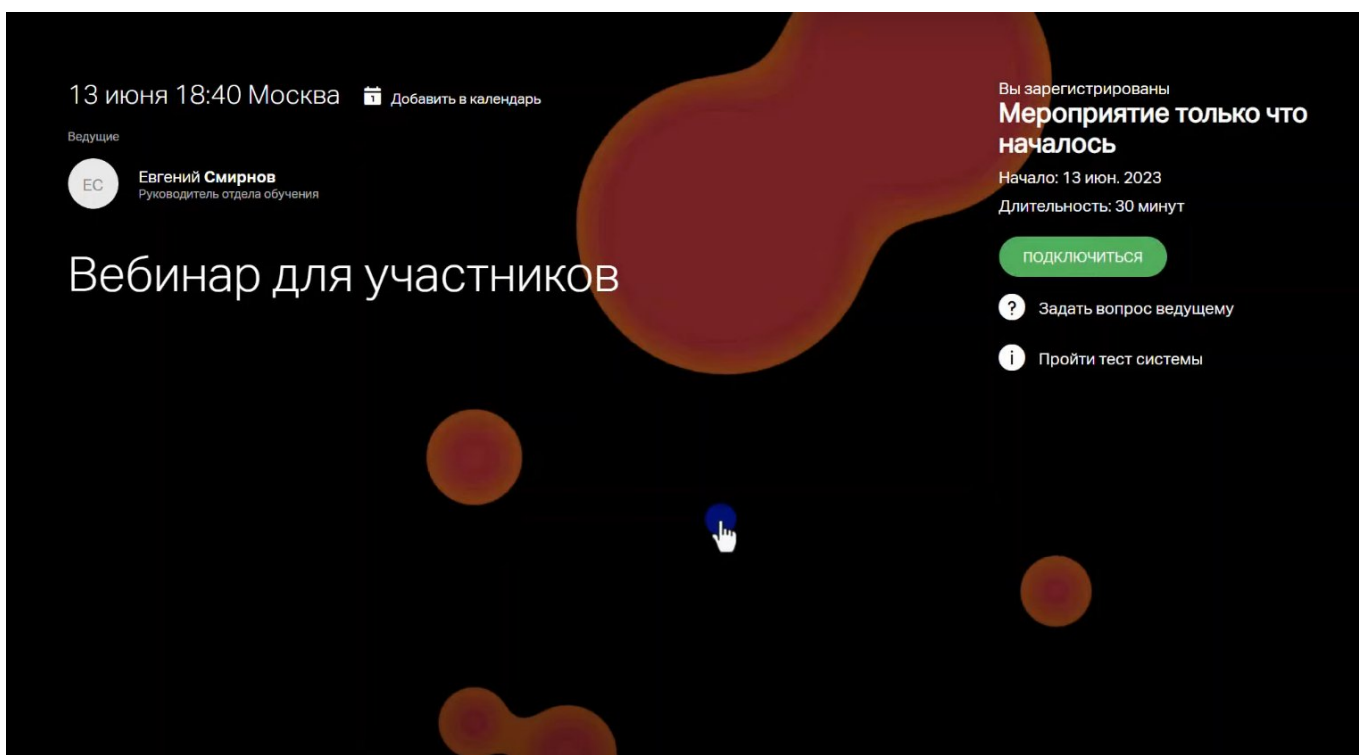 13 июня 18:40 Москва
1
Добавить в календарь
Ведущие
ЕС
Евгений Смирнов
Руководитель отдела обучения
Вебинар для участников
Вы зарегистрированы
Мероприятие только что
началось
Начало: 13 июн. 2023
Длительность: 30 минут
ПОДКЛЮЧИТЬСЯ
? Задать вопрос ведущему
i Пройти тест системы